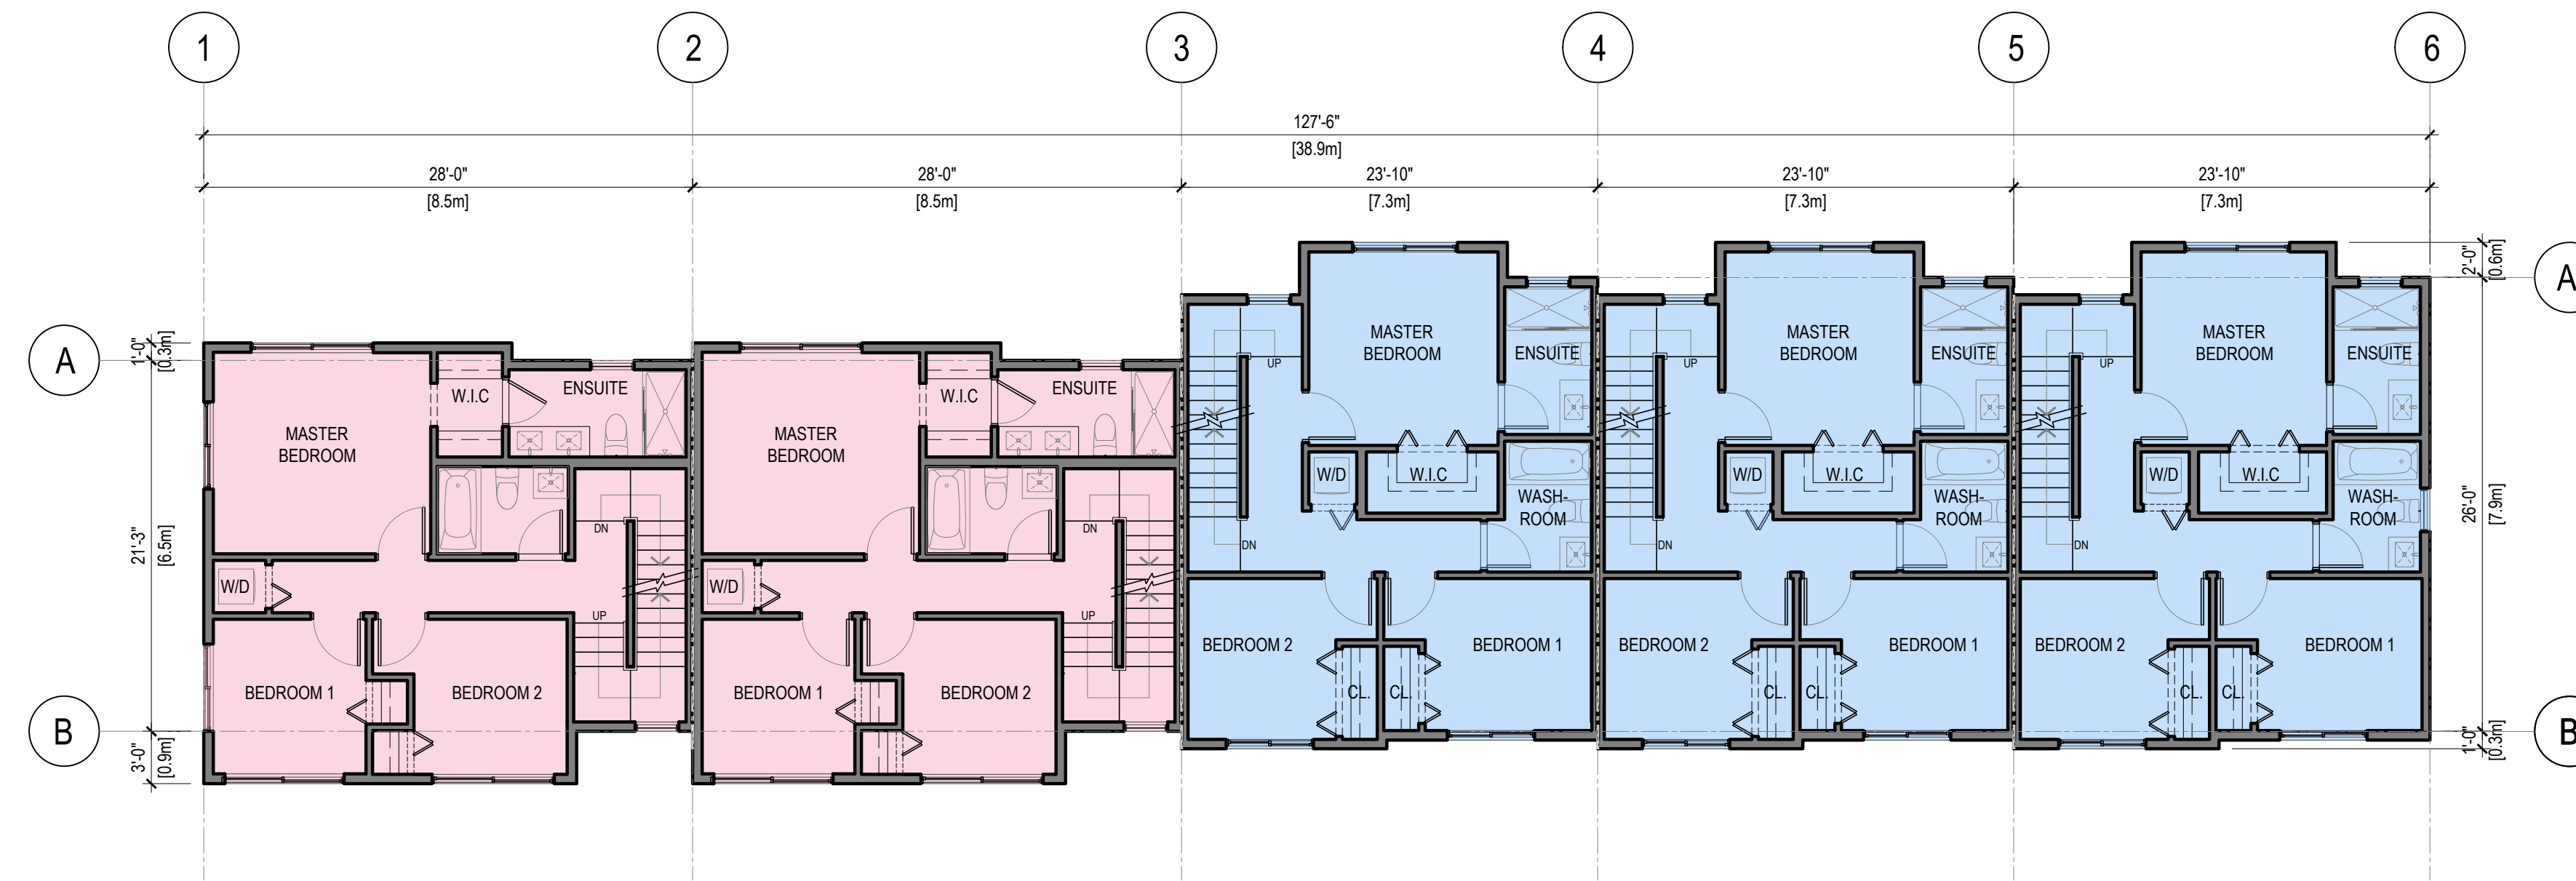 1
2
3
4
5
6
127'-6"
[38.9m]
28'-0"
28'-0"
23'-10"
23'-10"
23'-10"
[8.5m]
[8.5m]
[7.3m]
[7.3m]
[7.3m]
A
1'-0"
[0.3m]
21'-3"
[6.5m]
B
3'-0"
[0.9m]
MASTER
BEDROOM
W.I.C
ENSUITE
W/D
DN
UP
BEDROOM 1
BEDROOM 2
MASTER
BEDROOM
W.I.C
ENSUITE
W/D
DN
UP
BEDROOM 1
BEDROOM 2
MASTER
BEDROOM
ENSUITE
UP
W/D
W.I.C
WASH-
ROOM
DN
BEDROOM 2
BEDROOM 1
CL.
CL.
MASTER
BEDROOM
ENSUITE
UP
W/D
W.I.C
WASH-
ROOM
DN
BEDROOM 2
BEDROOM 1
CL.
CL.
MASTER
BEDROOM
ENSUITE
UP
W/D
W.I.C
WASH-
ROOM
DN
BEDROOM 2
BEDROOM 1
CL.
CL.
2'-0"
[0.6m]
A
26'-0"
[7.9m]
B
1'-0"
[0.3m]